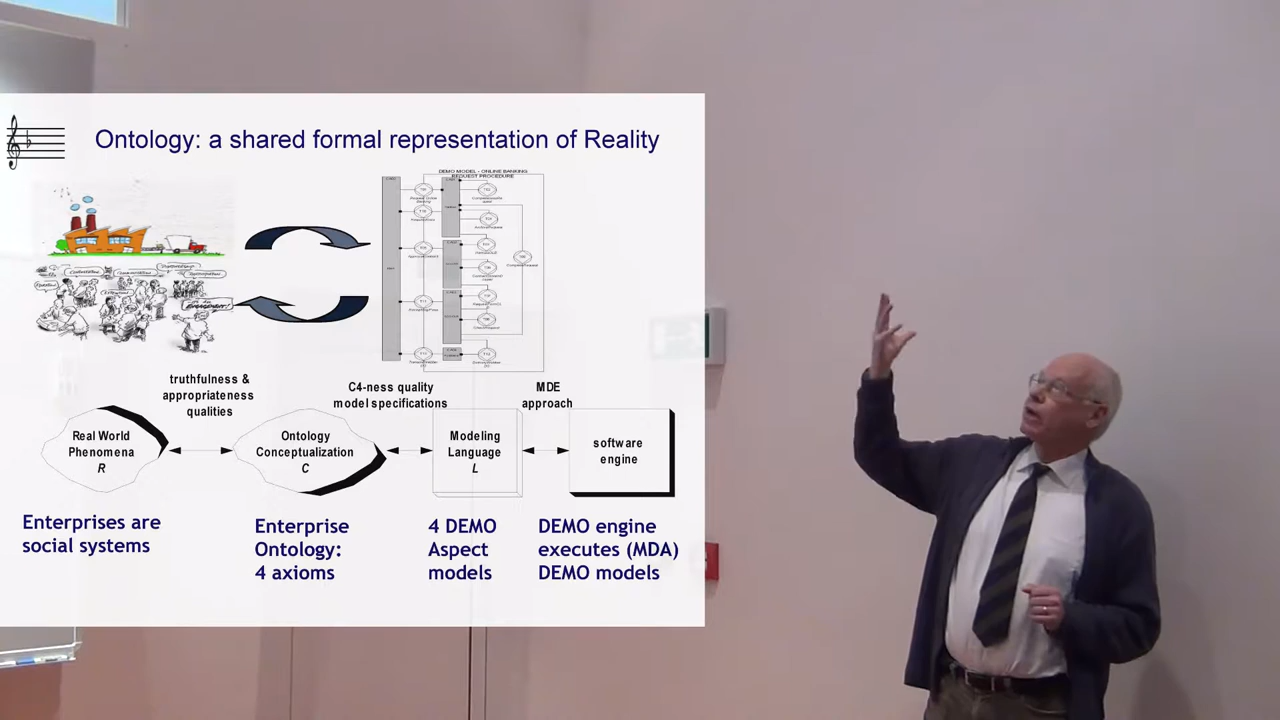 Ontology: a shared formal representation of Reality
DEMO MODEL - ONLINE BANKING
REQUEST PROCEDURE
truthfulness &
appropriateness
qualities
C4-ness quality
model specifications
MDE
approach
Real World
Phenomena
R
Ontology
Conceptualization
C
Modeling
Language
L
software
engine
Enterprises are
social systems
Enterprise
Ontology:
4 axioms
4 DEMO
Aspect
models
DEMO engine
executes (MDA)
DEMO models